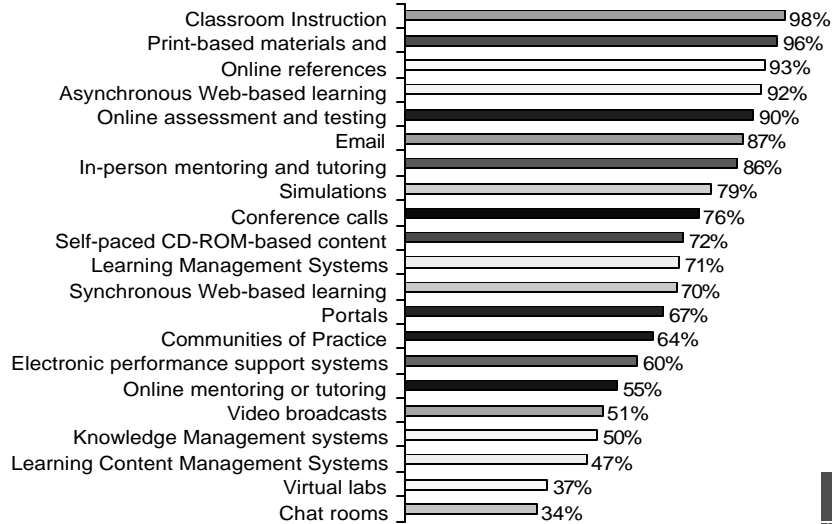 Classroom Instruction 98%
Print-based materials and 96%
Online references 93%
Asynchronous Web-based learning 92%
Online assessment and testing 90%
Email 87%
In-person mentoring and tutoring 86%
Simulations 79%
Conference calls 76%
Self-paced CD-ROM-based content 72%
Learning Management Systems 71%
Synchronous Web-based learning 70%
Portals 67%
Communities of Practice 64%
Electronic performance support systems 60%
Online mentoring or tutoring 55%
Video broadcasts 51%
Knowledge Management systems 50%
Learning Content Management Systems 47%
Virtual labs 37%
Chat rooms 34%